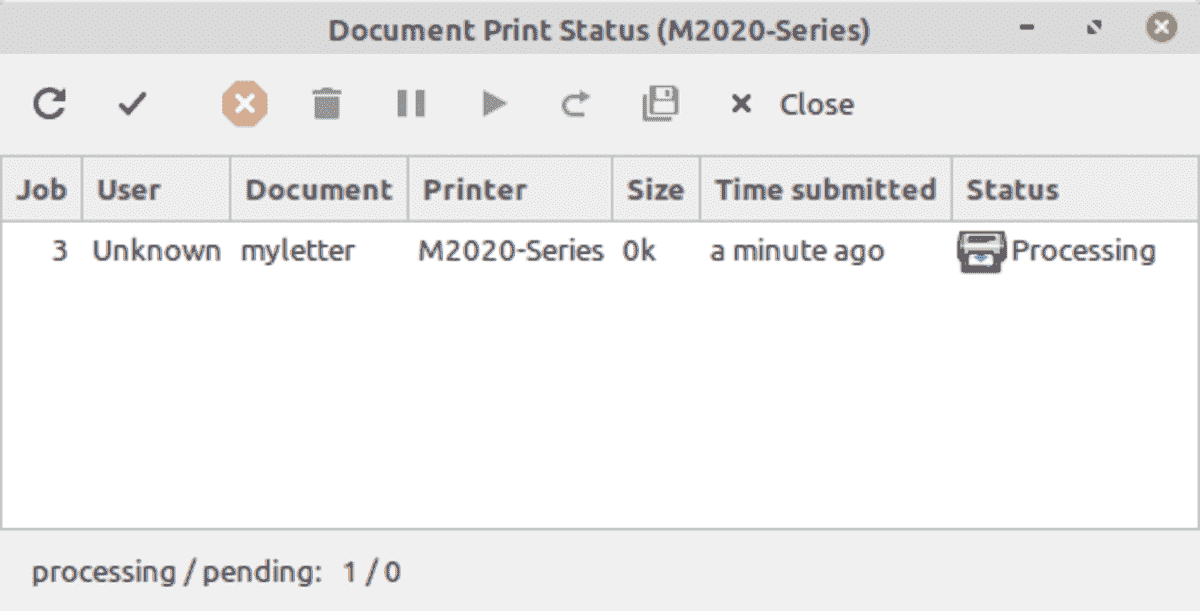 Document Print Status (M2020-Series)
Close
Job User Document Printer Size Time submitted Status
3 Unknown myletter M2020-Series 0k a minute ago Processing
processing / pending: 1 / 0